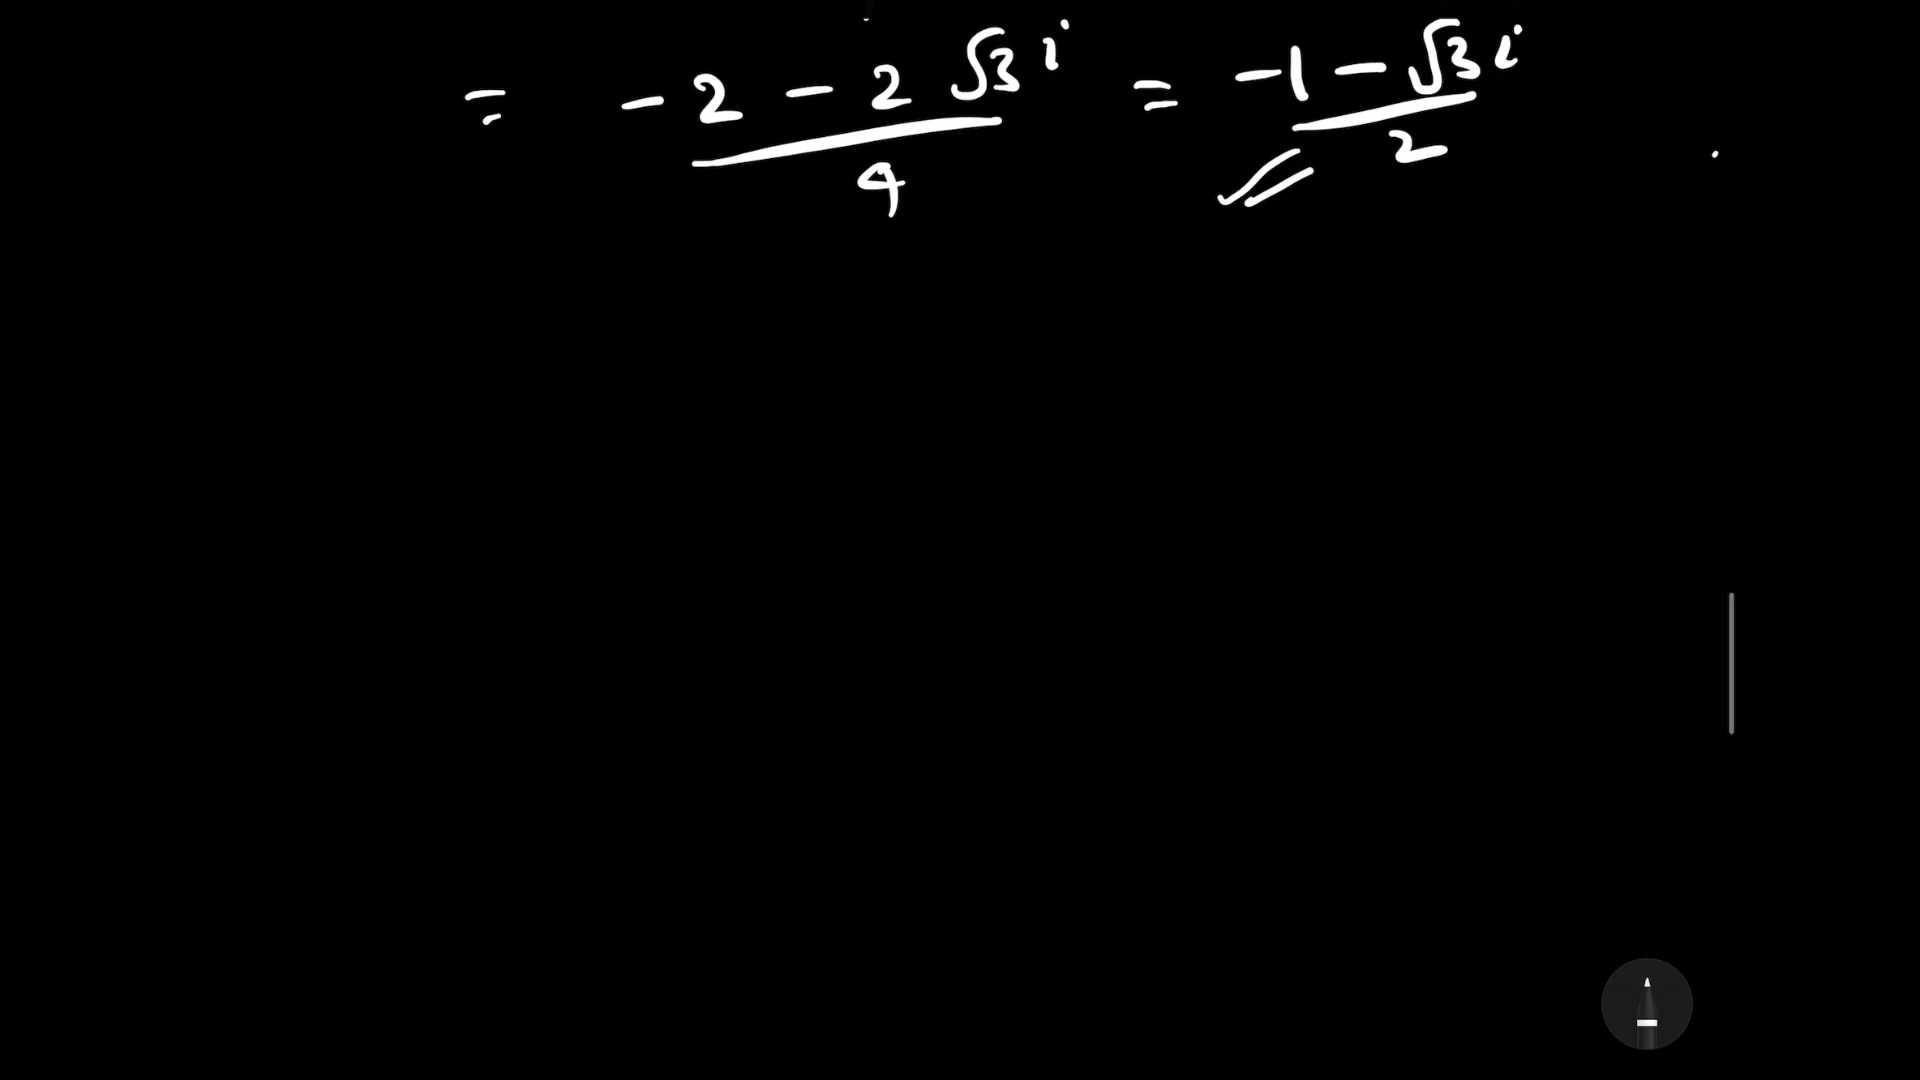 = -2 - 2√3 i / 4 = -1 - √3 i / 2